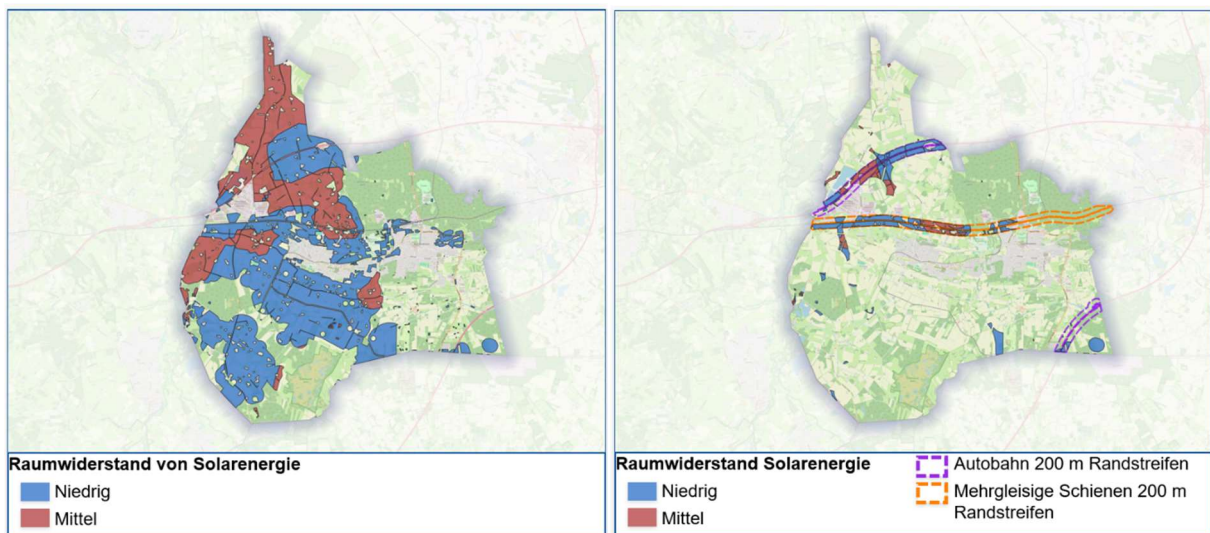 Raumwiderstand von Solarenergie
Niedrig
Mittel
Raumwiderstand Solarenergie
Niedrig
Mittel
Autobahn 200 m Randstreifen
Mehrgleisige Schienen 200 m
Randstreifen